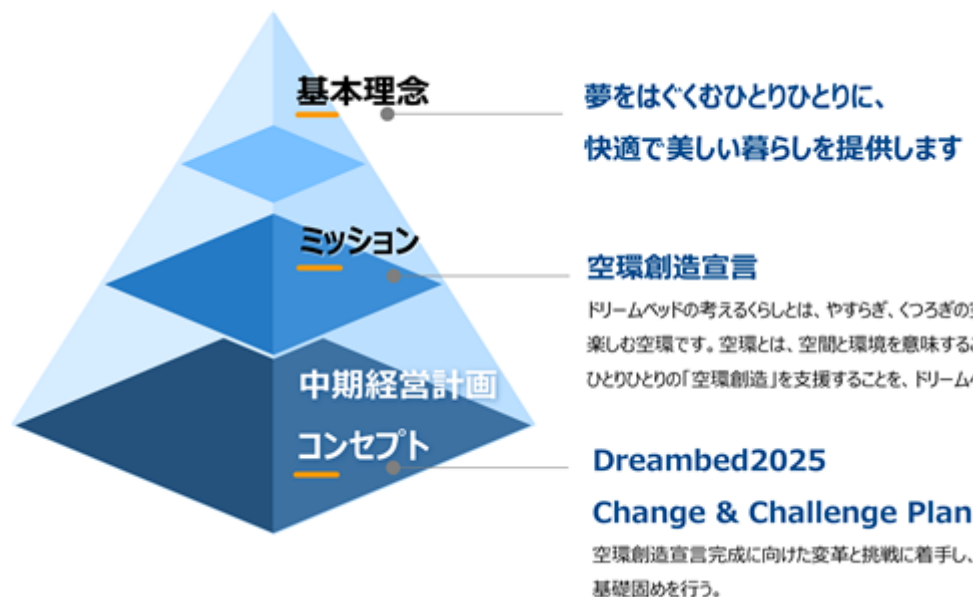 基本理念
夢をはぐくむひとりひとりに、
快適で美しい暮らしを提供します
ミッション
空環創造宣言
ドリームベッドの考えるくらしとは、やすらぎ、くつろぎの
楽しむ空環です。空環とは、空間と環境を意味する
ひとりひとりの「空環創造」を支援することを、ドリーム
中期経営計画
コンセプト
Dreambed2025
Change & Challenge Plan
空環創造宣言完成に向けた変革と挑戦に着手し、
基礎固めを行う。